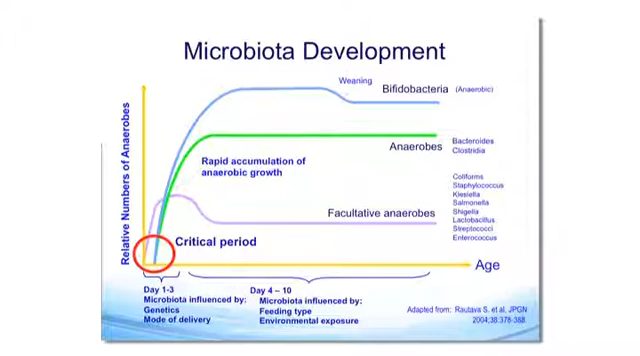 Microbiota Development
Weaning
Bifidobacteria (Anaerobic)
Relative Numbers of Anaerobes
Anaerobes
Bacteroides
Clostridia
Rapid accumulation of
anaerobic growth
Coliforms
Staphylococcus
Klesiella
Salmonella
Shigella
Lactobacillus
Streptococci
Enterococcus
Facultative anaerobes
Critical period
Age
Day 1-3
Microbiota influenced by:
Genetics
Mode of delivery
Day 4 – 10
Microbiota influenced by:
Feeding type
Environmental exposure
Adapted from: Rautava S. et al, JPGN
2004;38:378-388.